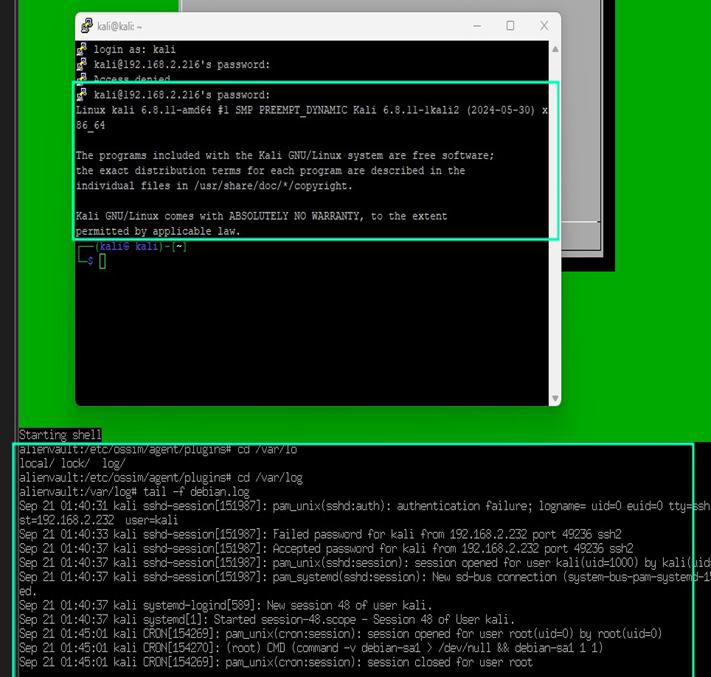 kali@kali: ~
login as: kali
kali@192.168.2.216's password:
Access denied
kali@192.168.2.216's password:
Linux kali 6.8.11-amd64 #1 SMP PREEMPT_DYNAMIC Kali 6.8.11-1kali2 (2024-05-30) x
86_64
The programs included with the Kali GNU/Linux system are free software;
the exact distribution terms for each program are described in the
individual files in /usr/share/doc/*/copyright.
Kali GNU/Linux comes with ABSOLUTELY NO WARRANTY, to the extent
permitted by applicable law.
┌──(kali㉿ kali)-[~]
└─$
Starting shell
alienvault:/etc/ossim/agent/plugins# cd /var/lo
local/ lock/  log/
alienvault:/etc/ossim/agent/plugins# cd /var/log
alienvault:/var/log# tail -f debian.log
Sep 21 01:40:31 kali sshd-session[151987]: pam_unix(sshd:auth): authentication failure; logname= uid=0 euid=0 tty=ssh
st=192.168.2.232  user=kali
Sep 21 01:40:33 kali sshd-session[151987]: Failed password for kali from 192.168.2.232 port 49236 ssh2
Sep 21 01:40:37 kali sshd-session[151987]: Accepted password for kali from 192.168.2.232 port 49236 ssh2
Sep 21 01:40:37 kali sshd-session[151987]: pam_unix(sshd:session): session opened for user kali(uid=1000) by kali(uid
Sep 21 01:40:37 kali sshd-session[151987]: pam_systemd(sshd:session): New sd-bus connection (system-bus-pam-systemd-15
ed.
Sep 21 01:40:37 kali systemd-logind[589]: New session 48 of user kali.
Sep 21 01:40:37 kali systemd[1]: Started session-48.scope - Session 48 of User kali.
Sep 21 01:45:01 kali CRON[154269]: pam_unix(cron:session): session opened for user root(uid=0) by root(uid=0)
Sep 21 01:45:01 kali CRON[154270]: (root) CMD (command -v debian-sa1 > /dev/null && debian-sa1 1 1)
Sep 21 01:45:01 kali CRON[154269]: pam_unix(cron:session): session closed for user root